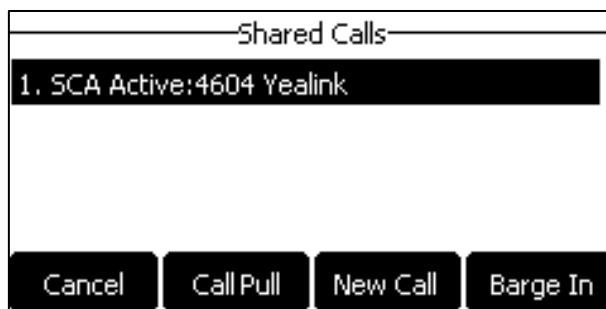 Shared Calls
1. SCA Active:4604 Yealink
Cancel Call Pull New Call Barge In